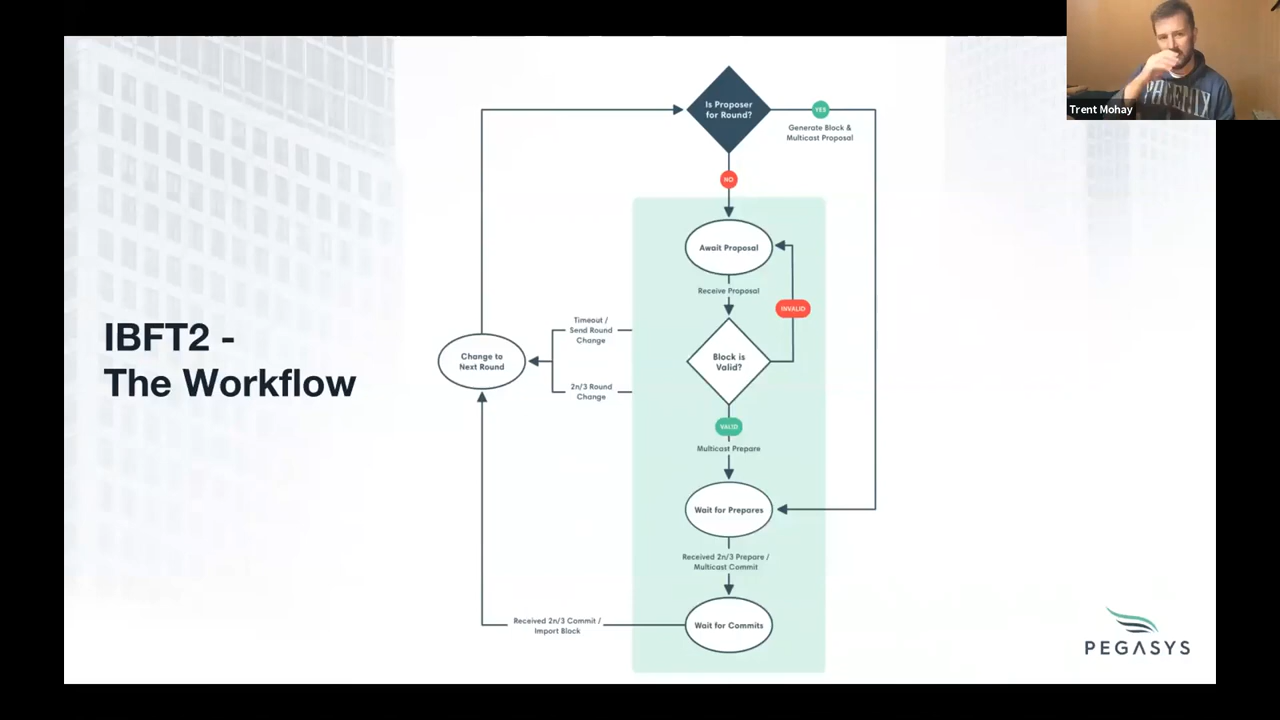 Trent Mohay
PHOENIX
IBFT2 -
The Workflow
Is Proposer
for Round?
YES
Generate Block &
Multicast Proposal
NO
Await Proposal
Receive Proposal
INVALID
Block is
Valid?
Timeout /
Send Round
Change
Change to
Next Round
2n/3 Round
Change
VALID
Multicast Prepare
Wait for Prepares
Received 2n/3 Prepare /
Multicast Commit
Wait for Commits
Received 2n/3 Commit /
Import Block
PEGASYS